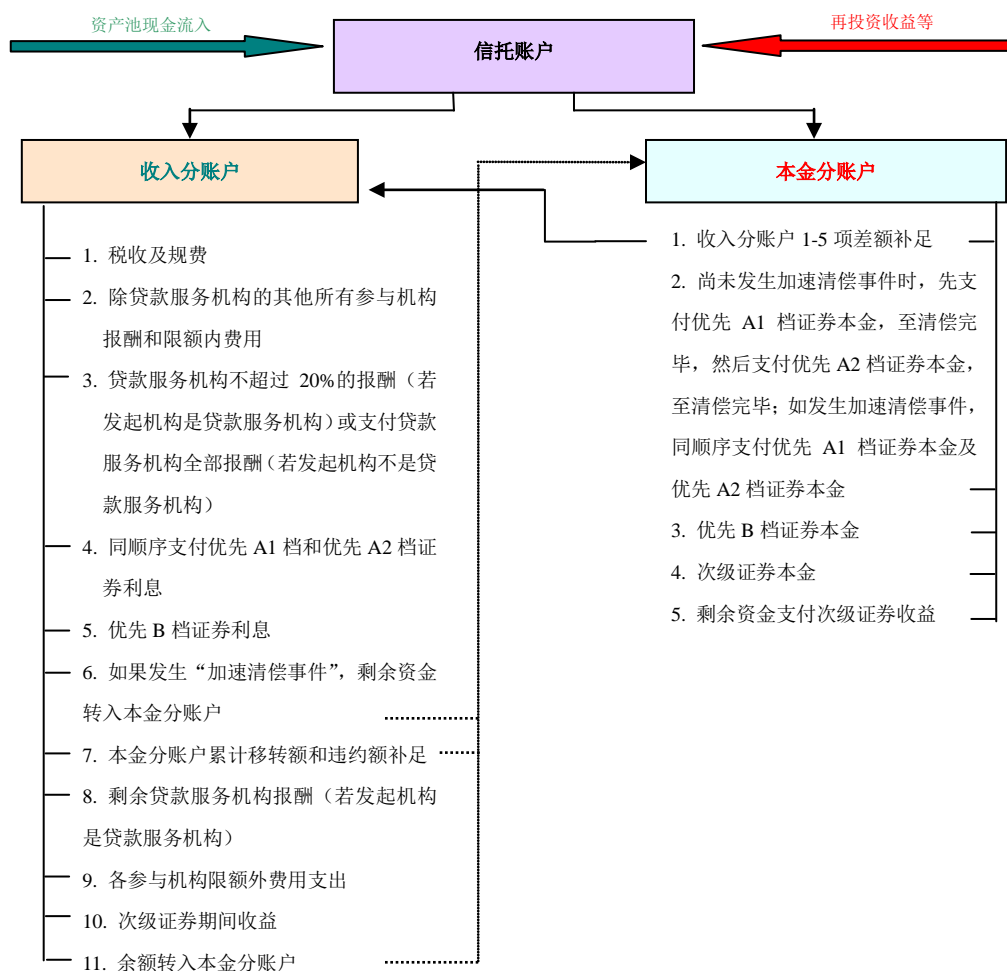 资产池现金流入
再投资收益等
信托账户
收入分账户
本金分账户
1. 税收及规费
2. 除贷款服务机构的其他所有参与机构
报酬和限额内费用
3. 贷款服务机构不超过 20%的报酬（若
发起机构是贷款服务机构）或支付贷款
服务机构全部报酬（若发起机构不是贷
款服务机构）
4. 同顺序支付优先 A1 档和优先 A2 档证
券利息
5. 优先 B 档证券利息
6. 如果发生“加速清偿事件”，剩余资金
转入本金分账户
7. 本金分账户累计移转额和违约额补足
8. 剩余贷款服务机构报酬（若发起机构
是贷款服务机构）
9. 各参与机构限额外费用支出
10. 次级证券期间收益
11. 余额转入本金分账户
1. 收入分账户 1-5 项差额补足
2. 尚未发生加速清偿事件时，先支
付优先 A1 档证券本金，至清偿完
毕，然后支付优先 A2 档证券本金，
至清偿完毕；如发生加速清偿事件，
同顺序支付优先 A1 档证券本金及
优先 A2 档证券本金
3. 优先 B 档证券本金
4. 次级证券本金
5. 剩余资金支付次级证券收益